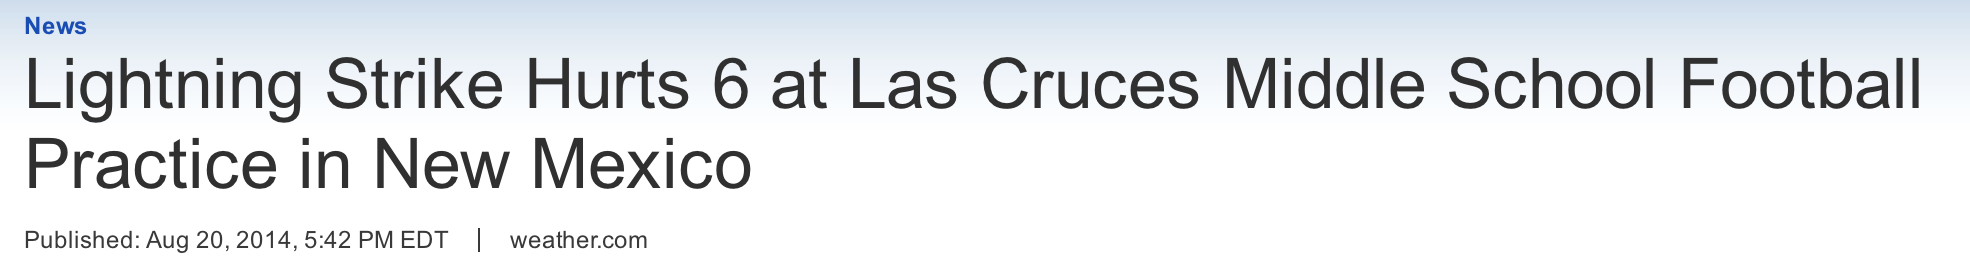 News
Lightning Strike Hurts 6 at Las Cruces Middle School Football
Practice in New Mexico
Published: Aug 20, 2014, 5:42 PM EDT | weather.com